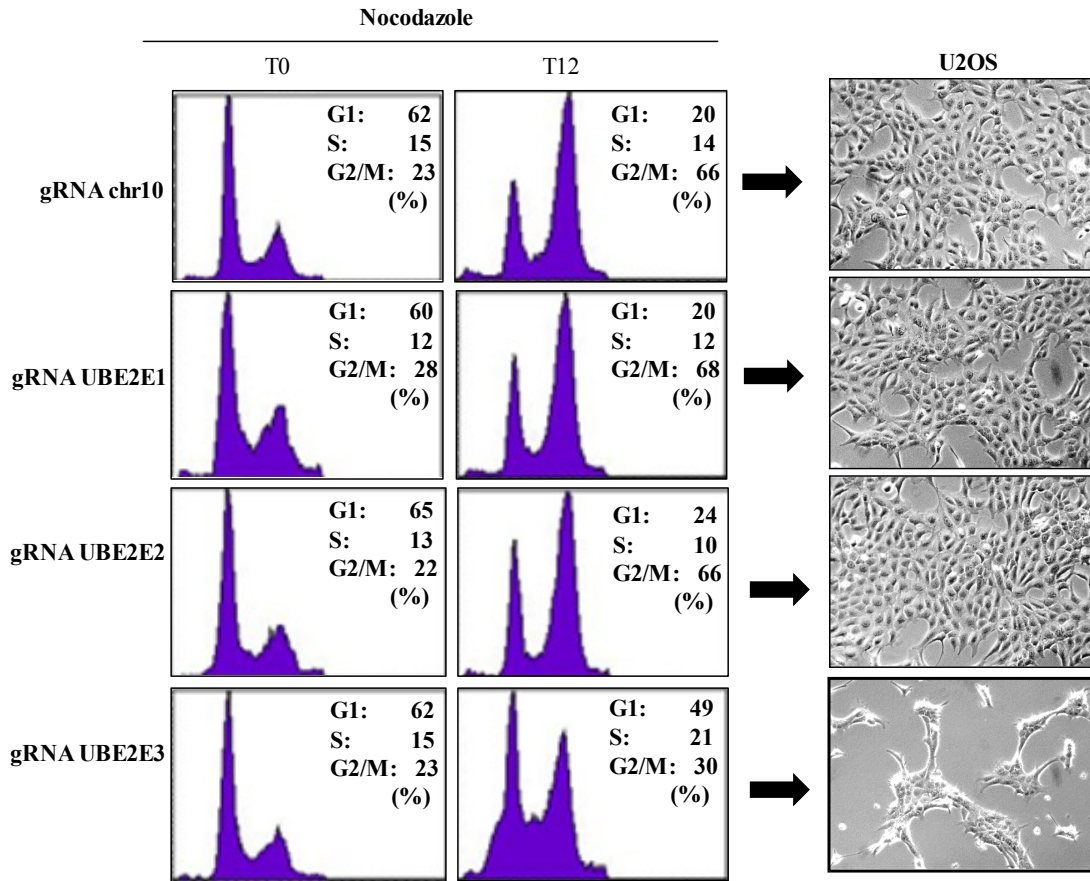 Nocodazole
T0 T12 U2OS
gRNA chr10
G1: 62
S: 15
G2/M: 23
(%)
G1: 20
S: 14
G2/M: 66
(%)
gRNA UBE2E1
G1: 60
S: 12
G2/M: 28
(%)
G1: 20
S: 12
G2/M: 68
(%)
gRNA UBE2E2
G1: 65
S: 13
G2/M: 22
(%)
G1: 24
S: 10
G2/M: 66
(%)
gRNA UBE2E3
G1: 62
S: 15
G2/M: 23
(%)
G1: 49
S: 21
G2/M: 30
(%)